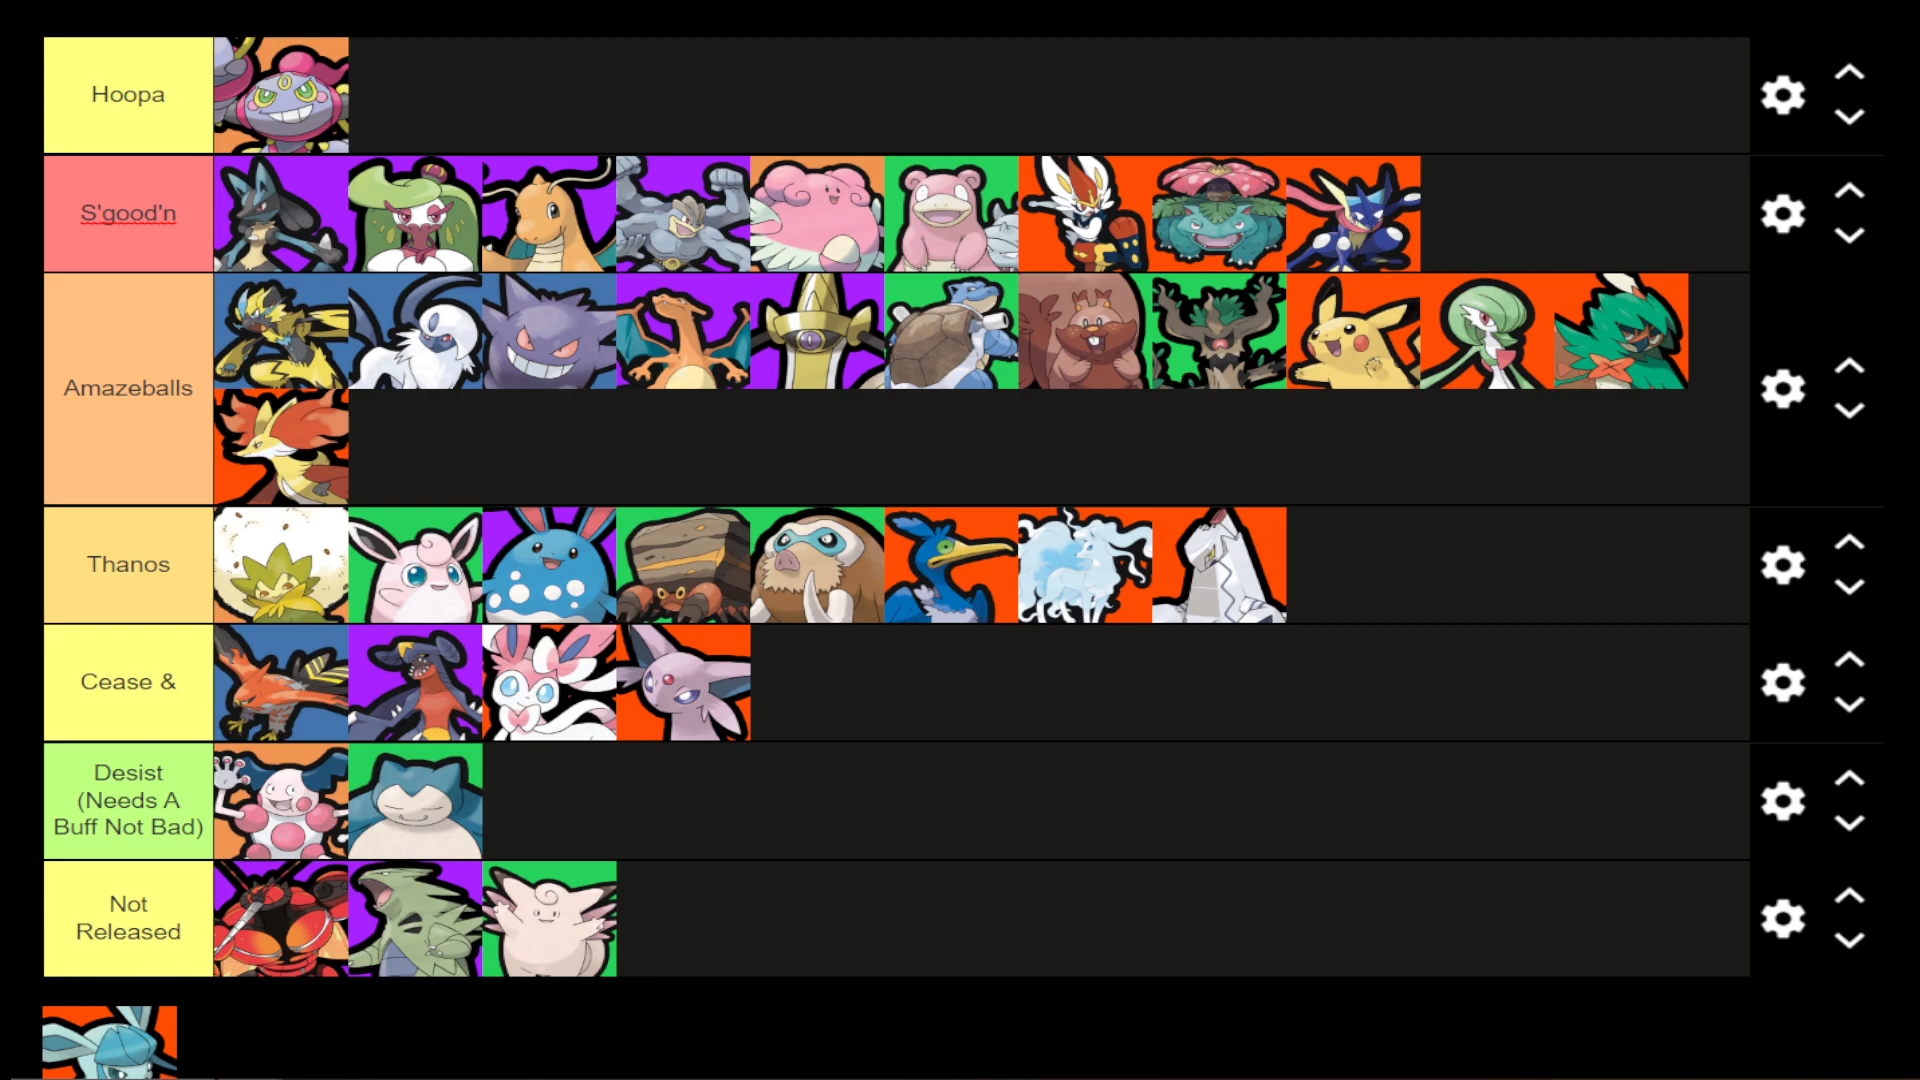 Hoopa
S'good'n
Amazeballs
Thanos
Cease &
Desist
(Needs A
Buff Not Bad)
Not
Released